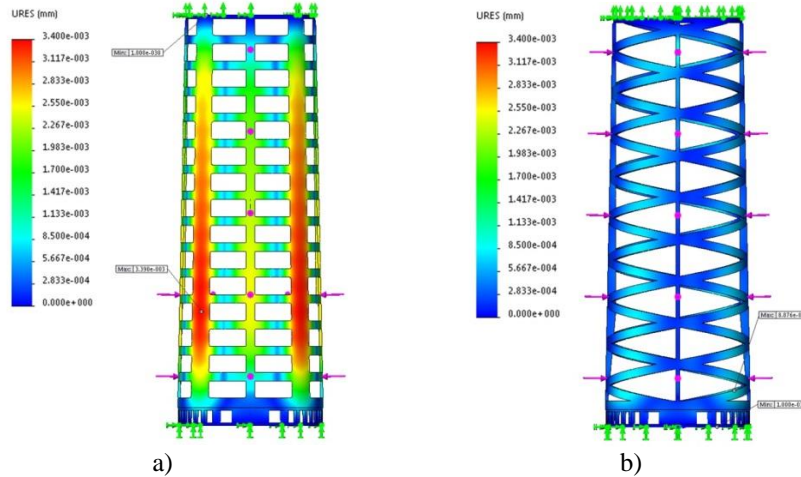 URES (mm)
3.400e-003
3.117e-003
2.833e-003
2.550e-003
2.267e-003
1.983e-003
1.700e-003
1.417e-003
1.133e-003
8.500e-004
5.667e-004
2.833e-004
0.000e+000
a)
URES (mm)
3.400e-003
3.117e-003
2.833e-003
2.550e-003
2.267e-003
1.983e-003
1.700e-003
1.417e-003
1.133e-003
8.500e-004
5.667e-004
2.833e-004
0.000e+000
b)